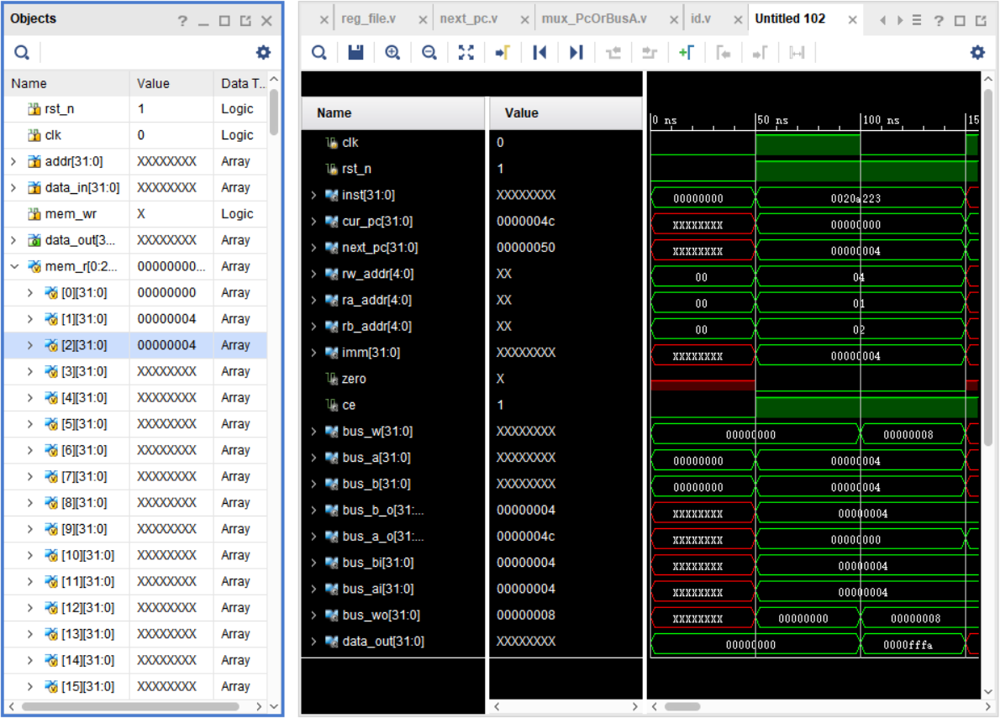 Objects
Name Value Data T...
rst_n 1 Logic
clk 0 Logic
addr[31:0] XXXXXXXX Array
data_in[31:0] XXXXXXXX Array
mem_wr X Logic
data_out[3... XXXXXXXX Array
mem_r[0:2... 00000000... Array
[0][31:0] 00000000 Array
[1][31:0] 00000004 Array
[2][31:0] 00000004 Array
[3][31:0] XXXXXXXX Array
[4][31:0] XXXXXXXX Array
[5][31:0] XXXXXXXX Array
[6][31:0] XXXXXXXX Array
[7][31:0] XXXXXXXX Array
[8][31:0] XXXXXXXX Array
[9][31:0] XXXXXXXX Array
[10][31:0] XXXXXXXX Array
[11][31:0] XXXXXXXX Array
[12][31:0] XXXXXXXX Array
[13][31:0] XXXXXXXX Array
[14][31:0] XXXXXXXX Array
[15][31:0] XXXXXXXX Array
reg_file.v next_pc.v mux_PcOrBusA.v id.v Untitled 102
Name Value 0 ns 50 ns 100 ns 15
clk 0
rst_n 1
inst[31:0] XXXXXXXX 00000000 0020a223
cur_pc[31:0] 0000004c XXXXXXXX 00000000
next_pc[31:0] 00000050 XXXXXXXX 00000004
rw_addr[4:0] XX 00 04
ra_addr[4:0] XX 00 01
rb_addr[4:0] XX 00 02
imm[31:0] XXXXXXXX XXXXXXXX 00000004
zero X
ce 1
bus_w[31:0] XXXXXXXX 00000000 00000008
bus_a[31:0] XXXXXXXX 00000000 00000004
bus_b[31:0] XXXXXXXX 00000000 00000004
bus_b_o[31:... 00000004 XXXXXXXX 00000004
bus_a_o[31:... 0000004c XXXXXXXX 00000000
bus_bi[31:0] 00000004 XXXXXXXX 00000004
bus_ai[31:0] 00000004 XXXXXXXX 00000004
bus_wo[31:0] 00000008 XXXXXXXX 00000000 00000008
data_out[31:0] XXXXXXXX 00000000 0000fffa